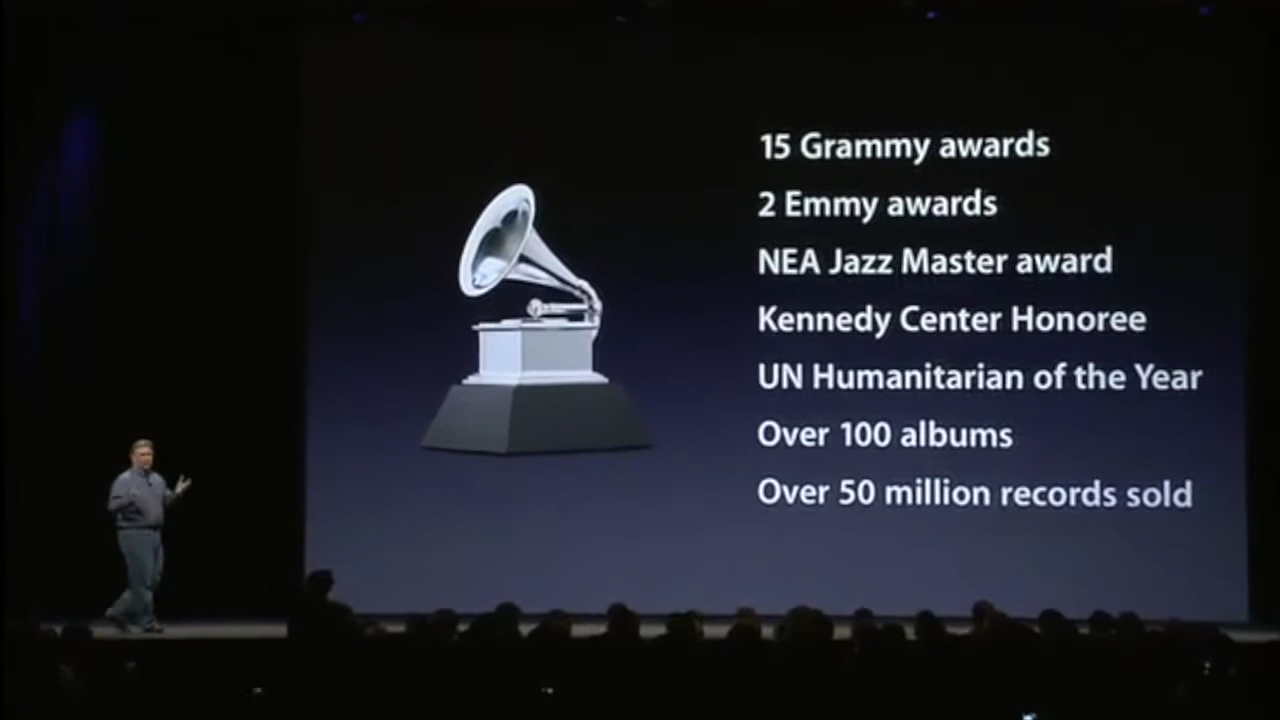 15 Grammy awards
2 Emmy awards
NEA Jazz Master award
Kennedy Center Honoree
UN Humanitarian of the Year
Over 100 albums
Over 50 million records sold